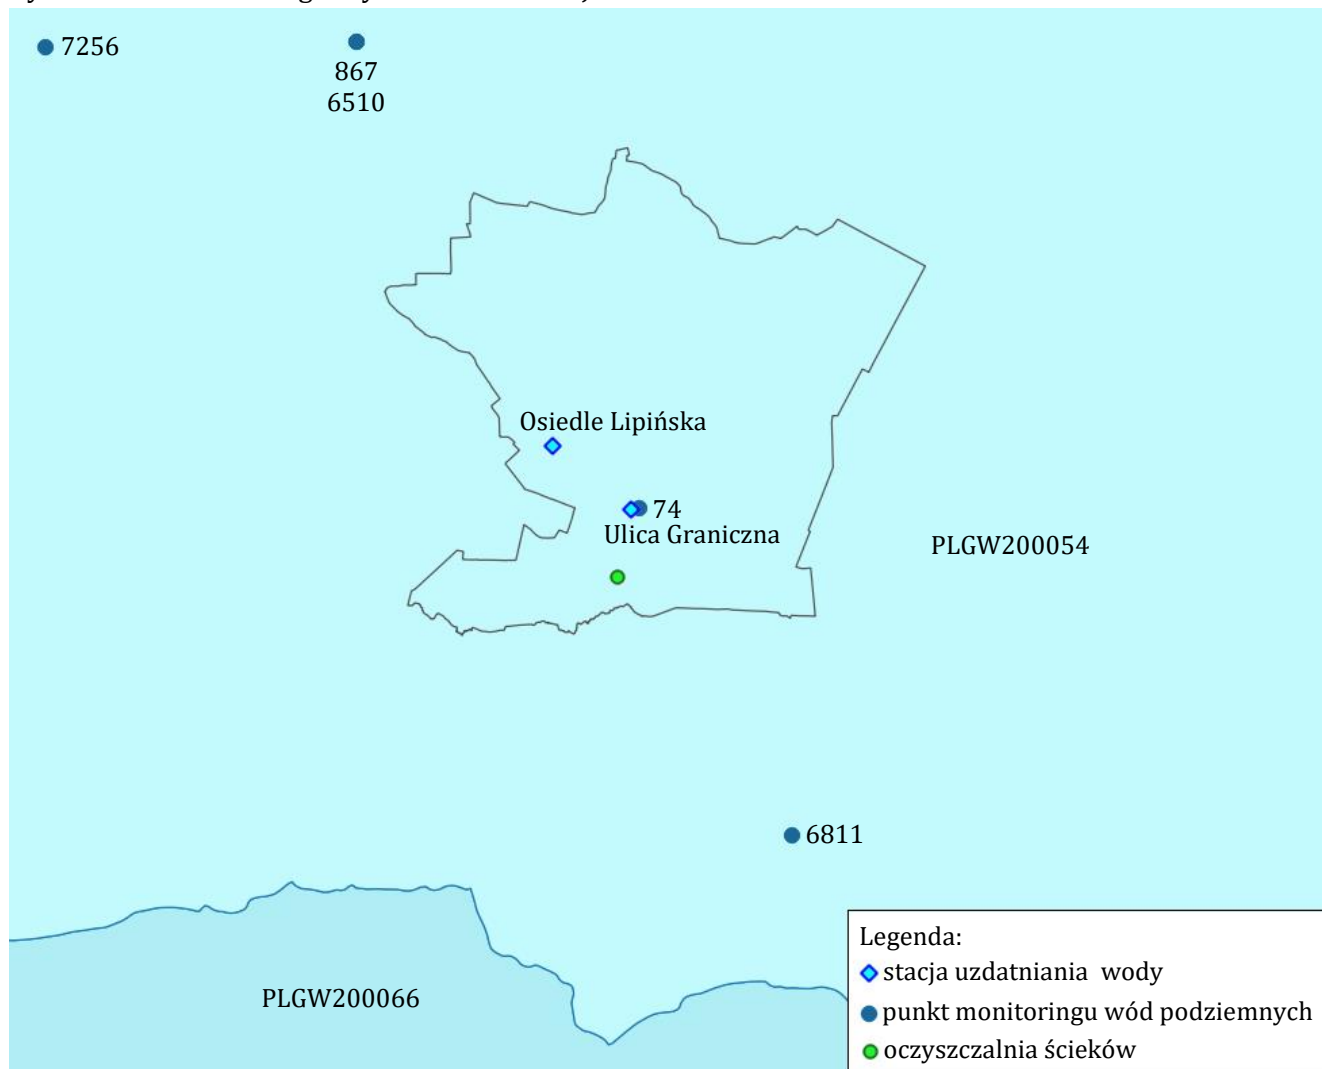 7256
867
6510
Osiedle Lipińska
74
Ulica Graniczna
PLGW200054
6811
PLGW200066
Legenda:
stacja uzdatniania wody
punkt monitoringu wód podziemnych
oczyszczalnia ścieków